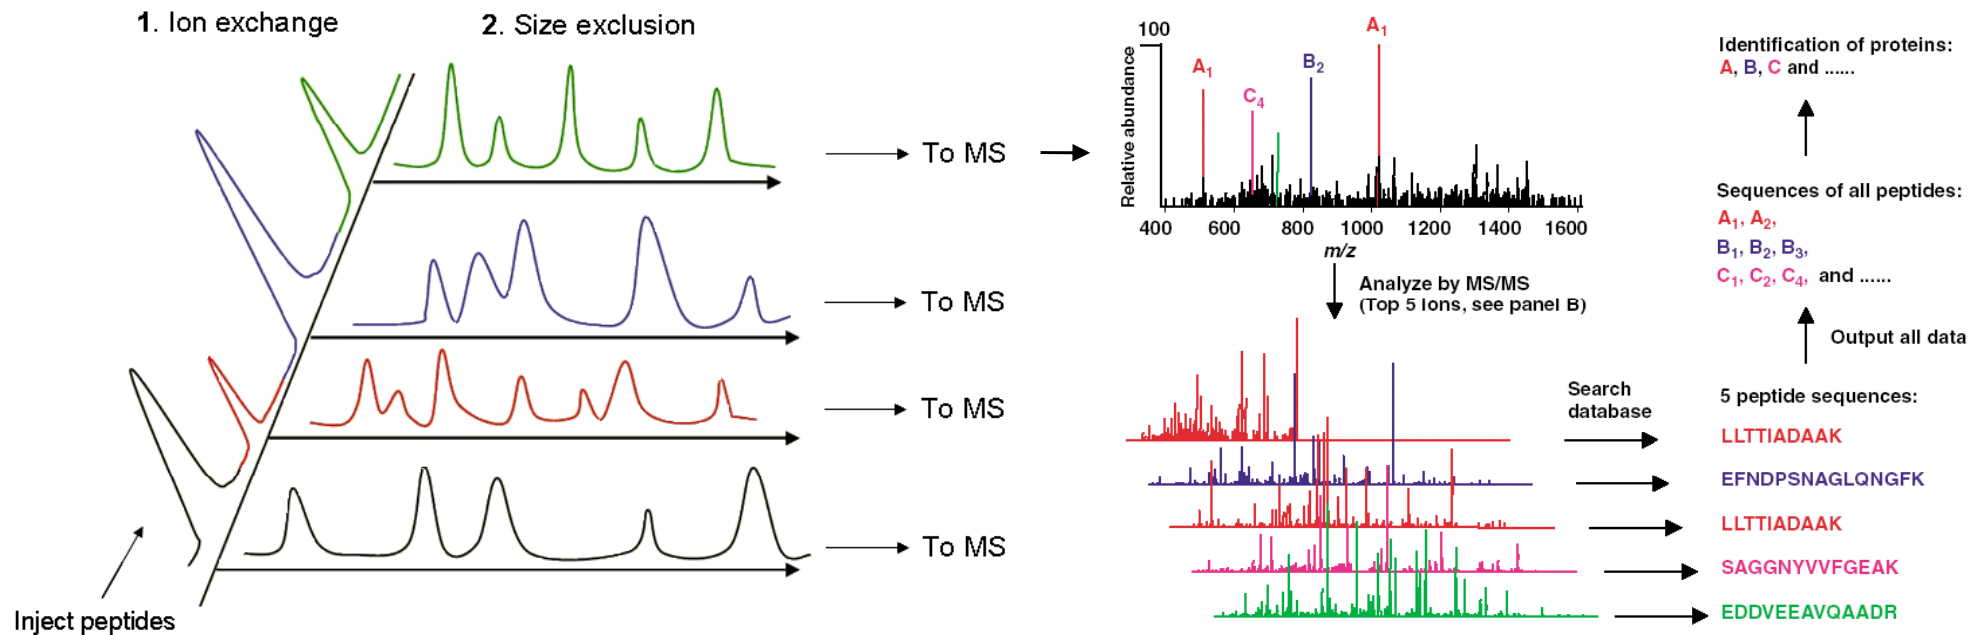 1. Ion exchange
2. Size exclusion
Inject peptides
To MS
To MS
To MS
To MS
100
Relative abundance
A1
C4
B2
A1
400 600 800 1000 1200 1400 1600
m/z
Analyze by MS/MS
(Top 5 Ions, see panel B)
Search
database
Identification of proteins:
A, B, C and ......
Sequences of all peptides:
A1, A2,
B1, B2, B3,
C1, C2, C4, and ......
Output all data
5 peptide sequences:
LLTTIADAAK
EFNDPSNAGLQNGFK
LLTTIADAAK
SAGGNYVVFGEAK
EDDVEEAVQAADR